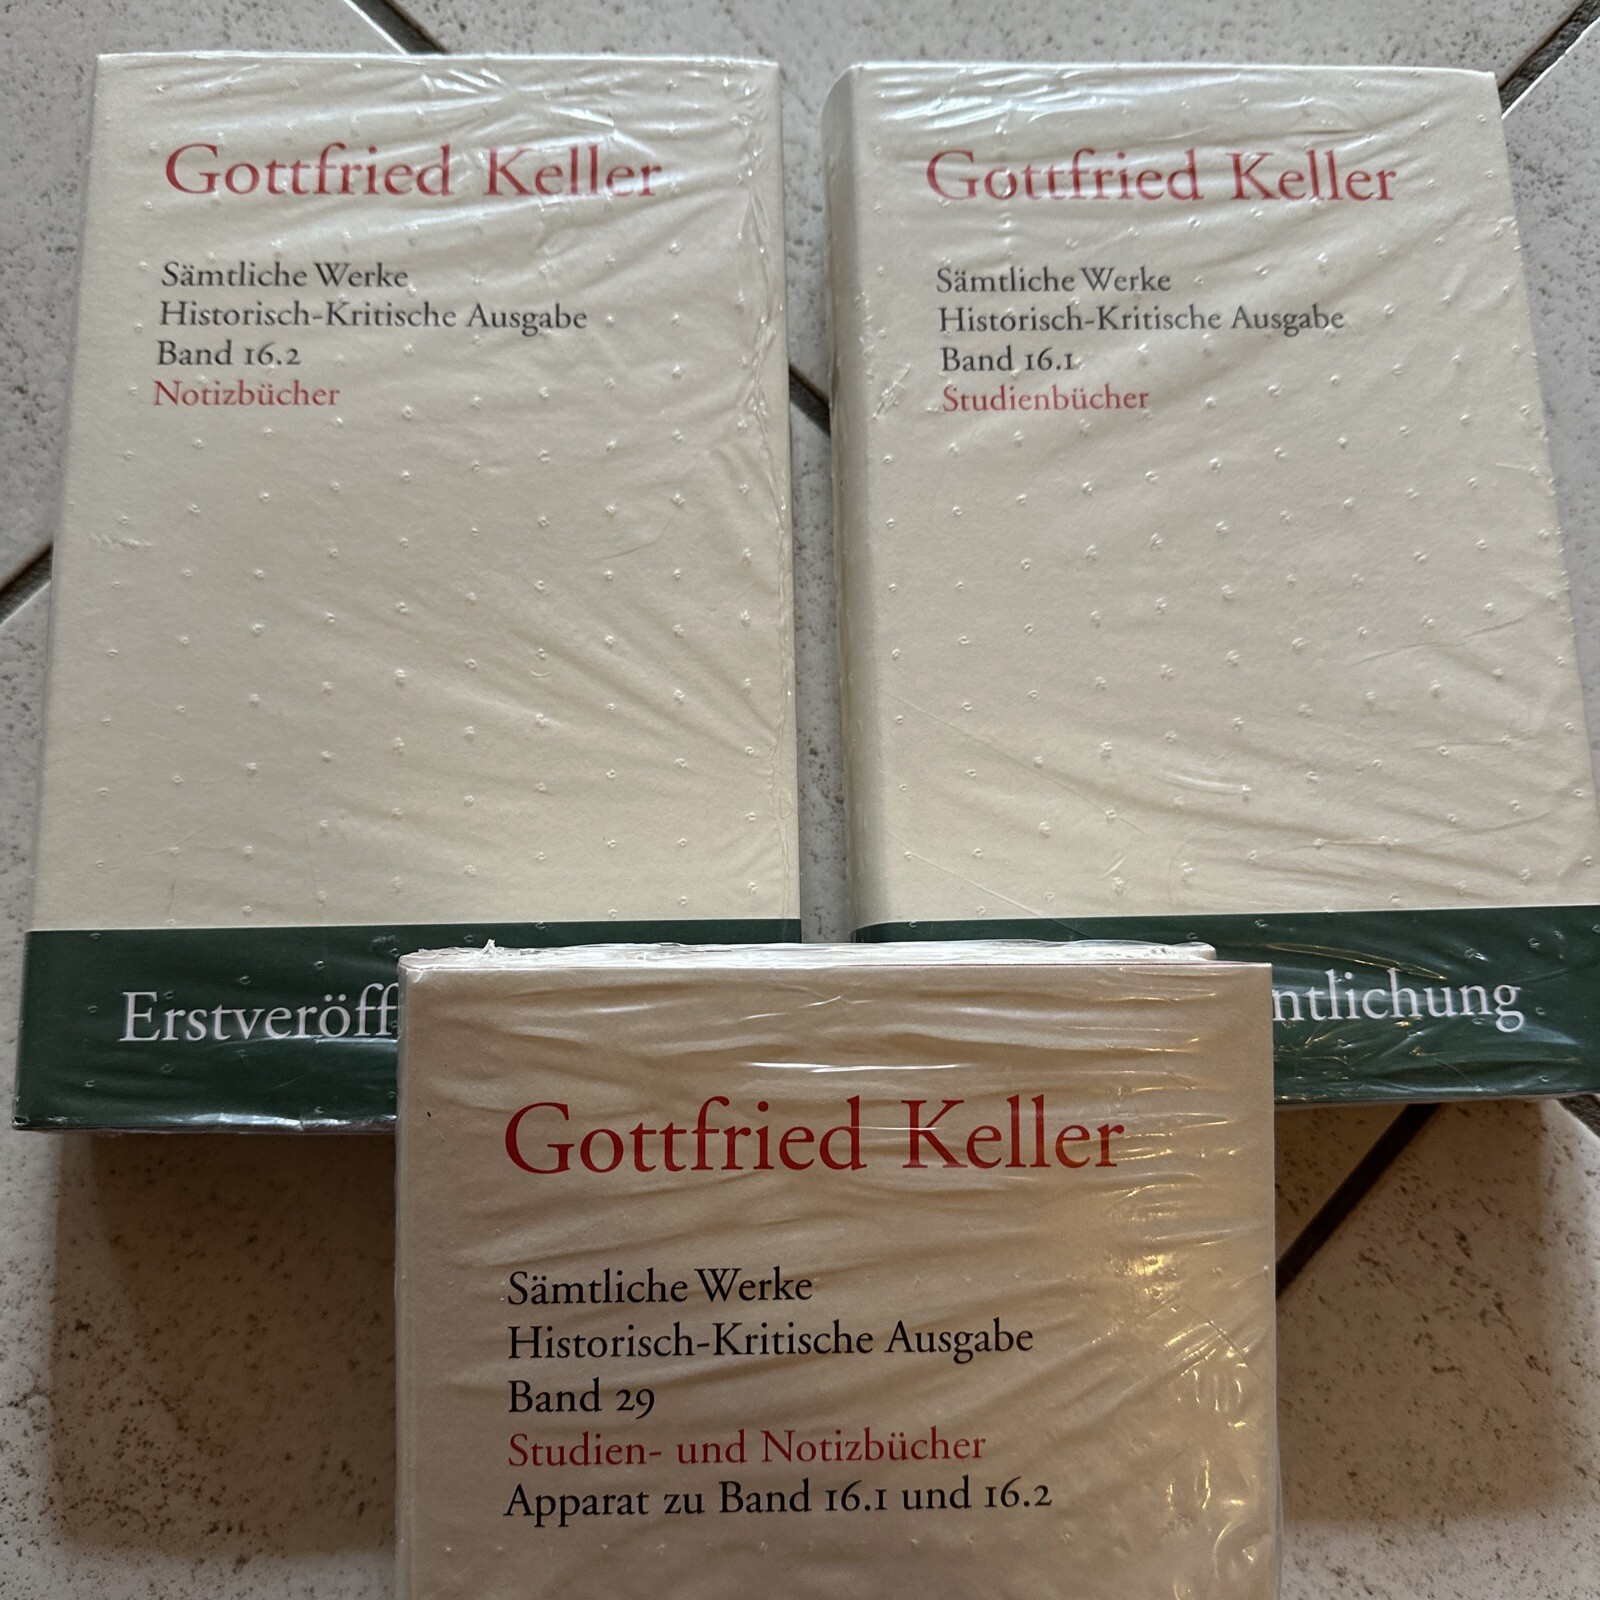 Gottfried Keller
Sämtliche Werke
Historisch-Kritische Ausgabe
Band 16.2
Notizbücher
Erstveröff
Gottfried Keller
Sämtliche Werke
Historisch-Kritische Ausgabe
Band 16.1
Studienbücher
ntlichung
Gottfried Keller
Sämtliche Werke
Historisch-Kritische Ausgabe
Band 29
Studien- und Notizbücher
Apparat zu Band 16.1 und 16.2